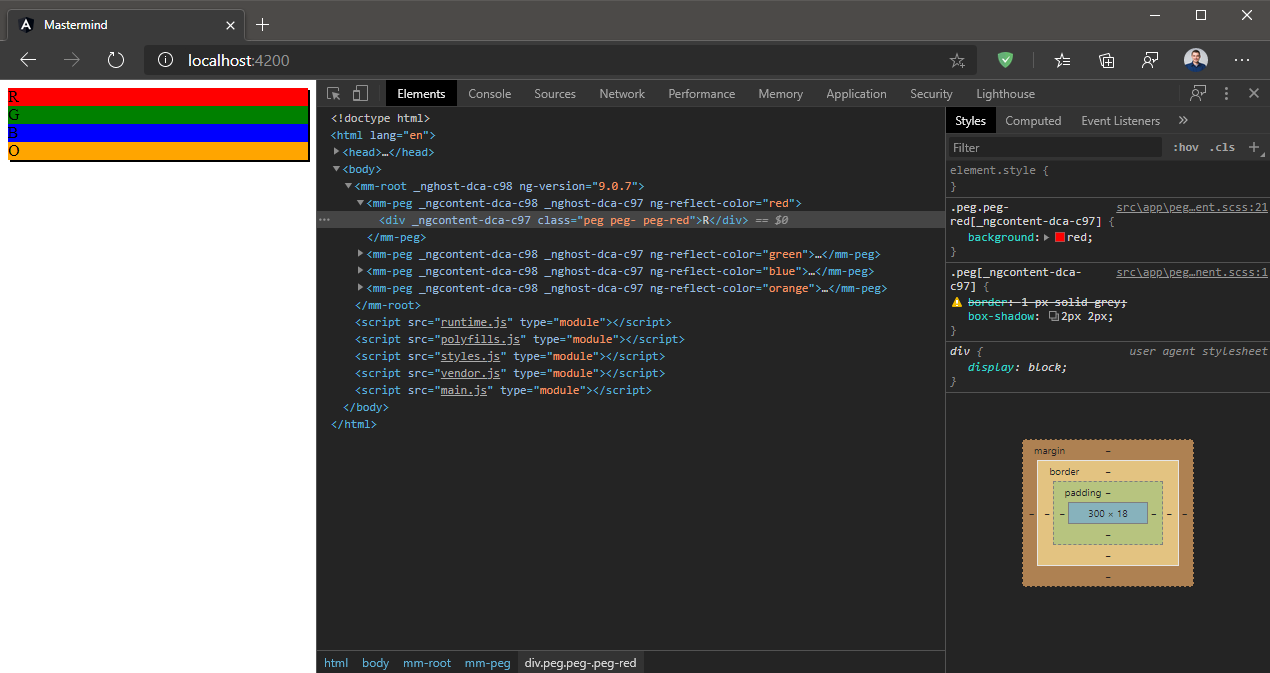 Mastermind
localhost:4200
R
G
B
O
Elements Console Sources Network Performance Memory Application Security Lighthouse
<!doctype html>
<html lang="en">
<head>…</head>
<body>
<mm-root _nghost-dca-c98 ng-version="9.0.7">
<mm-peg _ngcontent-dca-c98 _nghost-dca-c97 ng-reflect-color="red">
<div _ngcontent-dca-c97 class="peg peg- peg-red">R</div> == $0
</mm-peg>
<mm-peg _ngcontent-dca-c98 _nghost-dca-c97 ng-reflect-color="green">…</mm-peg>
<mm-peg _ngcontent-dca-c98 _nghost-dca-c97 ng-reflect-color="blue">…</mm-peg>
<mm-peg _ngcontent-dca-c98 _nghost-dca-c97 ng-reflect-color="orange">…</mm-peg>
</mm-root>
<script src="runtime.js" type="module"></script>
<script src="polyfills.js" type="module"></script>
<script src="styles.js" type="module"></script>
<script src="vendor.js" type="module"></script>
<script src="main.js" type="module"></script>
</body>
</html>
html body mm-root mm-peg div.peg.peg-.peg-red
Styles Computed Event Listeners »
Filter :hov .cls +
element.style {
}
.peg.peg- src\app\peg…ent.scss:21
red[_ngcontent-dca-c97] {
background: red;
}
.peg[_ngcontent-dca- src\app\peg…nent.scss:1
c97] {
border: 1 px solid grey;
box-shadow: 2px 2px;
}
div { user agent stylesheet
display: block;
}
margin –
border –
padding –
– – – 300 × 18 – – –
–
–
–